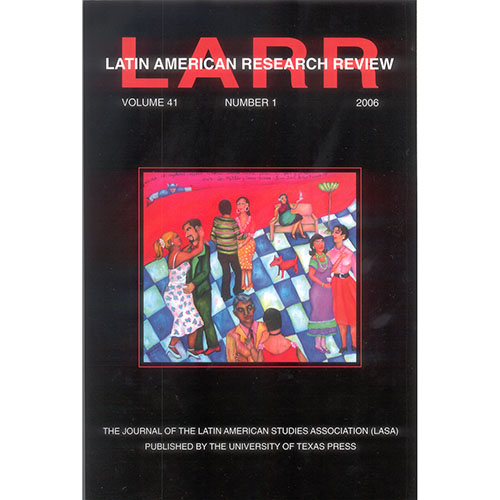 LARR
LATIN AMERICAN RESEARCH REVIEW
VOLUME 41 NUMBER 1 2006
THE JOURNAL OF THE LATIN AMERICAN STUDIES ASSOCIATION (LASA)
PUBLISHED BY THE UNIVERSITY OF TEXAS PRESS